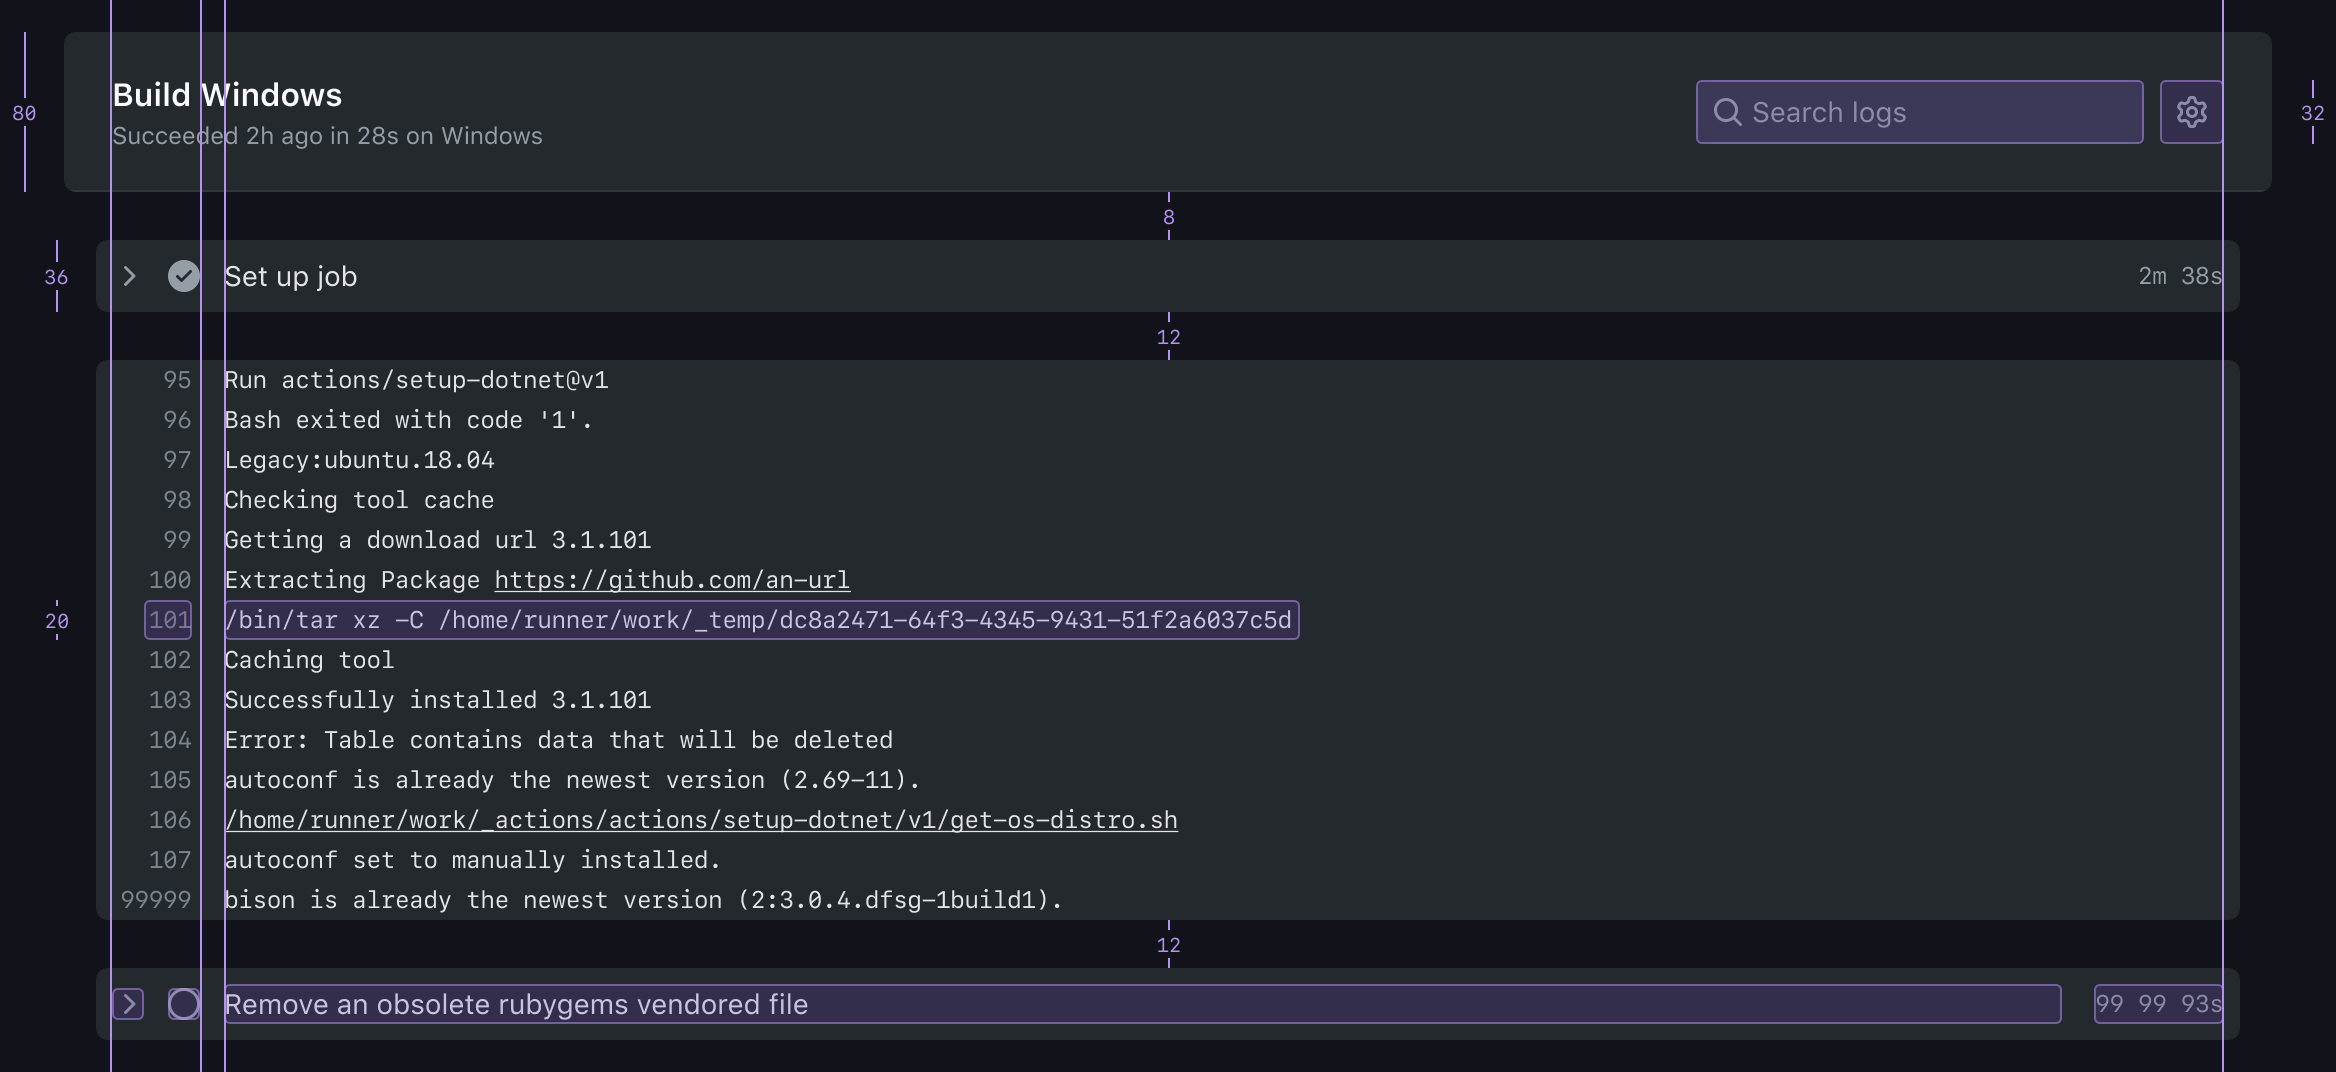 Build Windows
Succeeded 2h ago in 28s on Windows
Search logs
80
32
8
36
Set up job
2m 38s
12
95 Run actions/setup-dotnet@v1
96 Bash exited with code '1'.
97 Legacy:ubuntu.18.04
98 Checking tool cache
99 Getting a download url 3.1.101
100 Extracting Package https://github.com/an-url
20
101 /bin/tar xz -C /home/runner/work/_temp/dc8a2471-64f3-4345-9431-51f2a6037c5d
102 Caching tool
103 Successfully installed 3.1.101
104 Error: Table contains data that will be deleted
105 autoconf is already the newest version (2.69-11).
106 /home/runner/work/_actions/actions/setup-dotnet/v1/get-os-distro.sh
107 autoconf set to manually installed.
99999 bison is already the newest version (2:3.0.4.dfsg-1build1).
12
Remove an obsolete rubygems vendored file
99 99 93s